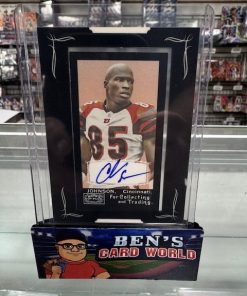 85
JOHNSON, Cincinnati.
For Collecting
and Trading
BEN'S
CARD WORLD